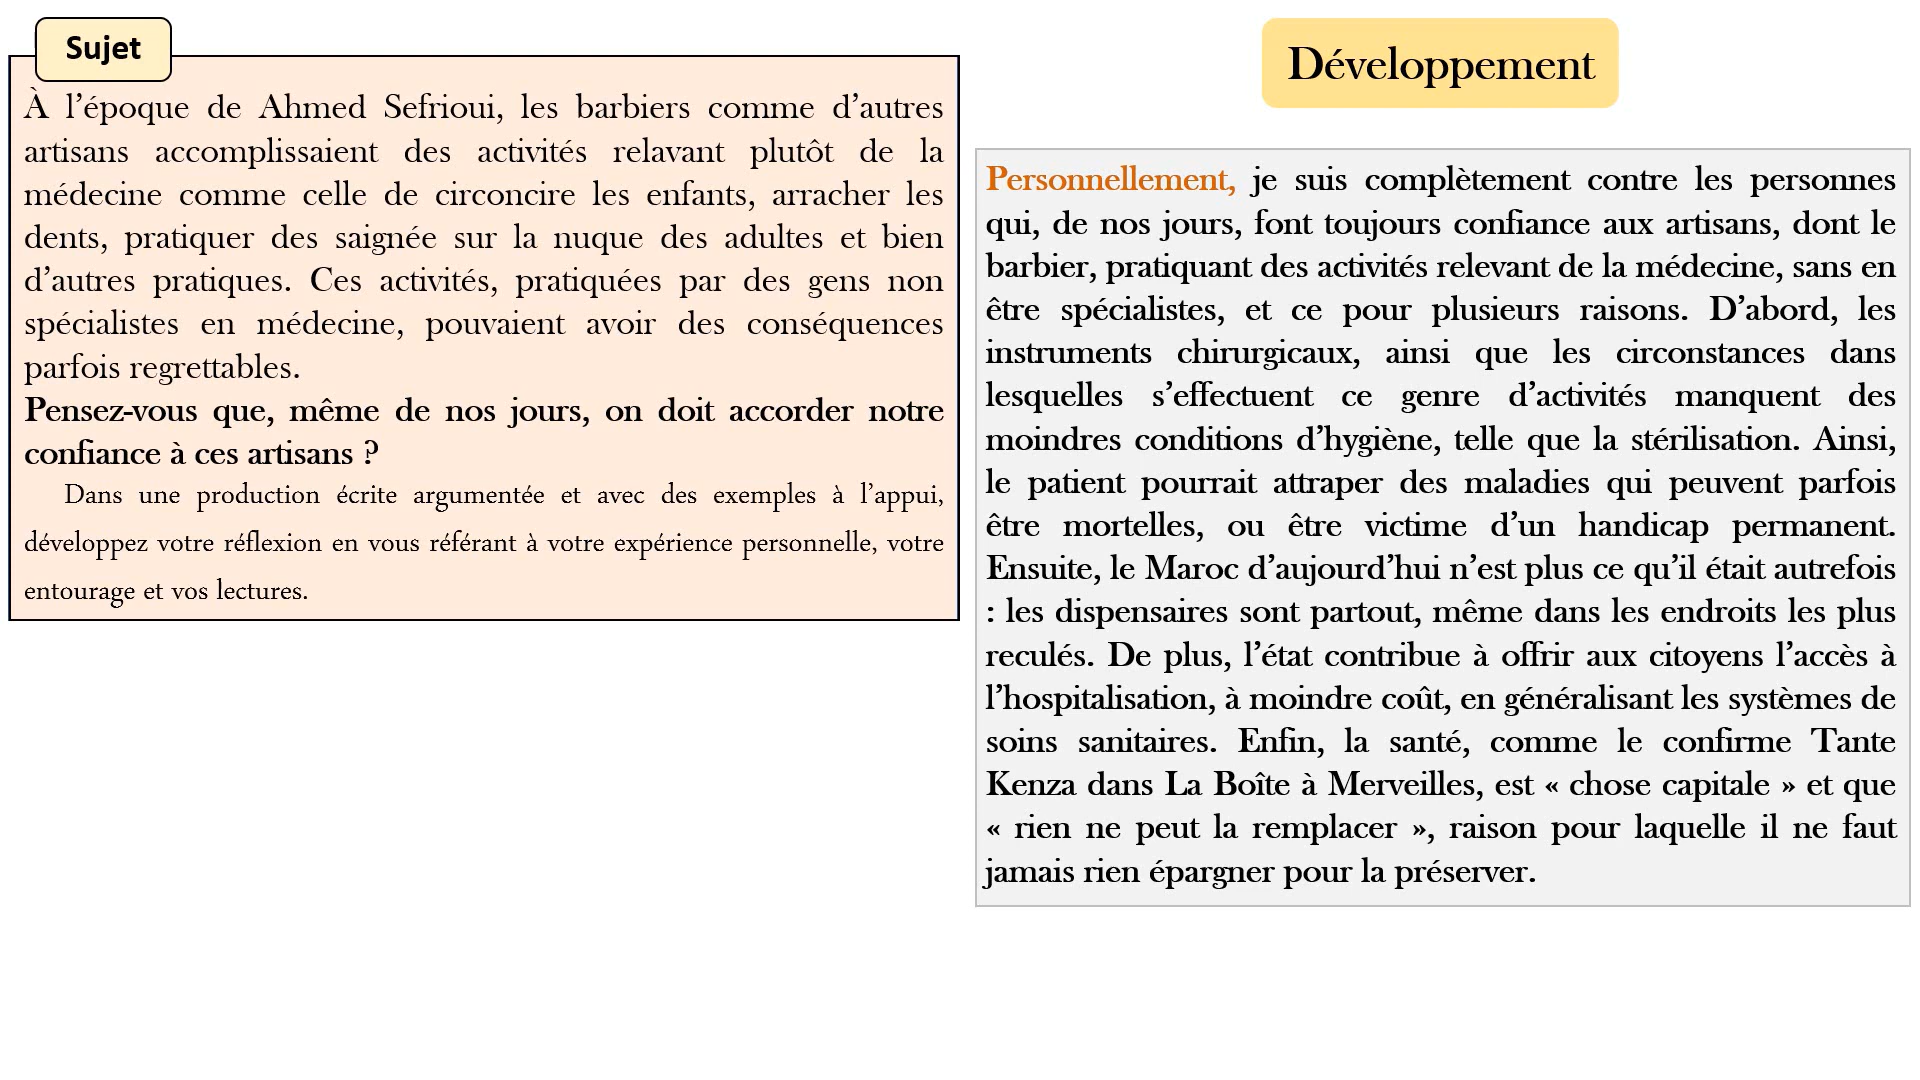 Sujet
À l’époque de Ahmed Sefrioui, les barbiers comme d’autres
artisans accomplissaient des activités relavant plutôt de la
médecine comme celle de circoncire les enfants, arracher les
dents, pratiquer des saignée sur la nuque des adultes et bien
d’autres pratiques. Ces activités, pratiquées par des gens non
spécialistes en médecine, pouvaient avoir des conséquences
parfois regrettables.
Pensez-vous que, même de nos jours, on doit accorder notre
confiance à ces artisans ?
Dans une production écrite argumentée et avec des exemples à l’appui,
développez votre réflexion en vous référant à votre expérience personnelle, votre
entourage et vos lectures.
Développement
Personnellement, je suis complètement contre les personnes
qui, de nos jours, font toujours confiance aux artisans, dont le
barbier, pratiquant des activités relevant de la médecine, sans en
être spécialistes, et ce pour plusieurs raisons. D’abord, les
instruments chirurgicaux, ainsi que les circonstances dans
lesquelles s’effectuent ce genre d’activités manquent des
moindres conditions d’hygiène, telle que la stérilisation. Ainsi,
le patient pourrait attraper des maladies qui peuvent parfois
être mortelles, ou être victime d’un handicap permanent.
Ensuite, le Maroc d’aujourd’hui n’est plus ce qu’il était autrefois
: les dispensaires sont partout, même dans les endroits les plus
reculés. De plus, l’état contribue à offrir aux citoyens l’accès à
l’hospitalisation, à moindre coût, en généralisant les systèmes de
soins sanitaires. Enfin, la santé, comme le confirme Tante
Kenza dans La Boîte à Merveilles, est « chose capitale » et que
« rien ne peut la remplacer », raison pour laquelle il ne faut
jamais rien épargner pour la préserver.